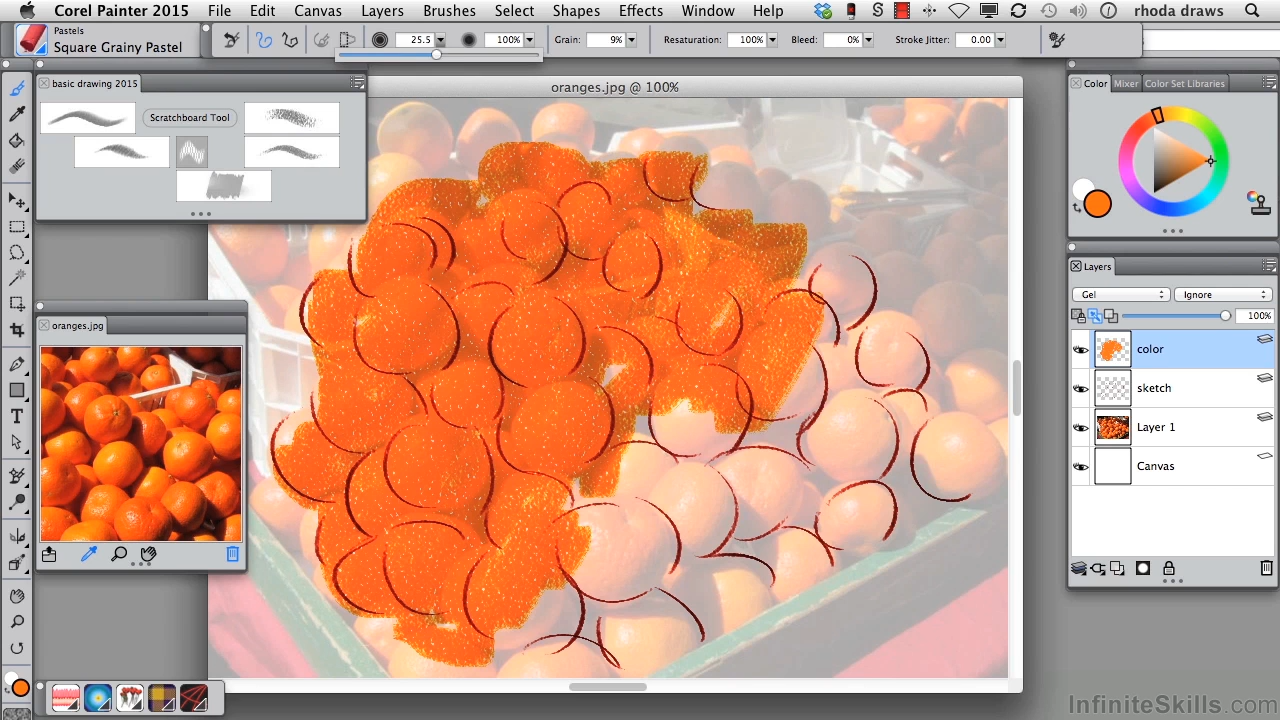 Corel Painter 2015 File Edit Canvas Layers Brushes Select Shapes Effects Window Help rhoda draws
Pastels
Square Grainy Pastel
25.5 100% Grain: 9% Resaturation: 100% Bleed: 0% Stroke Jitter: 0.00
basic drawing 2015
Scratchboard Tool
oranges.jpg @ 100%
Color Mixer Color Set Libraries
Layers
Gel Ignore
100%
color
sketch
Layer 1
Canvas
oranges.jpg
InfiniteSkills.com